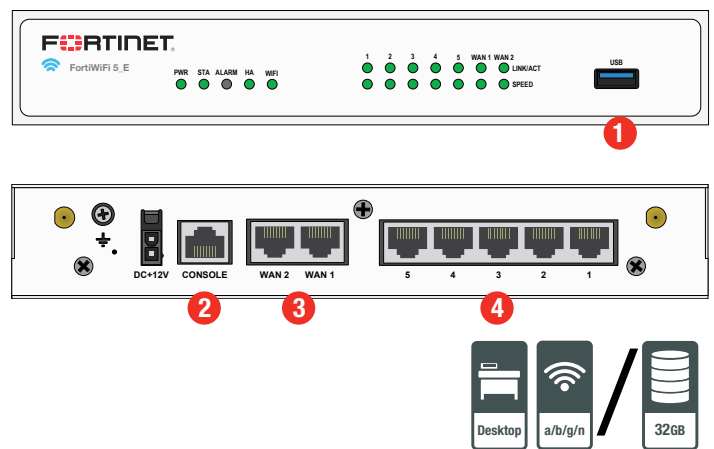 FORTINET.
FortiWiFi 5_E
PWR STA ALARM HA WIFI
1 2 3 4 5 WAN 1 WAN 2
LINK/ACT
SPEED
USB
1
DC+12V CONSOLE WAN 2 WAN 1 5 4 3 2 1
2 3 4
Desktop a/b/g/n / 32GB